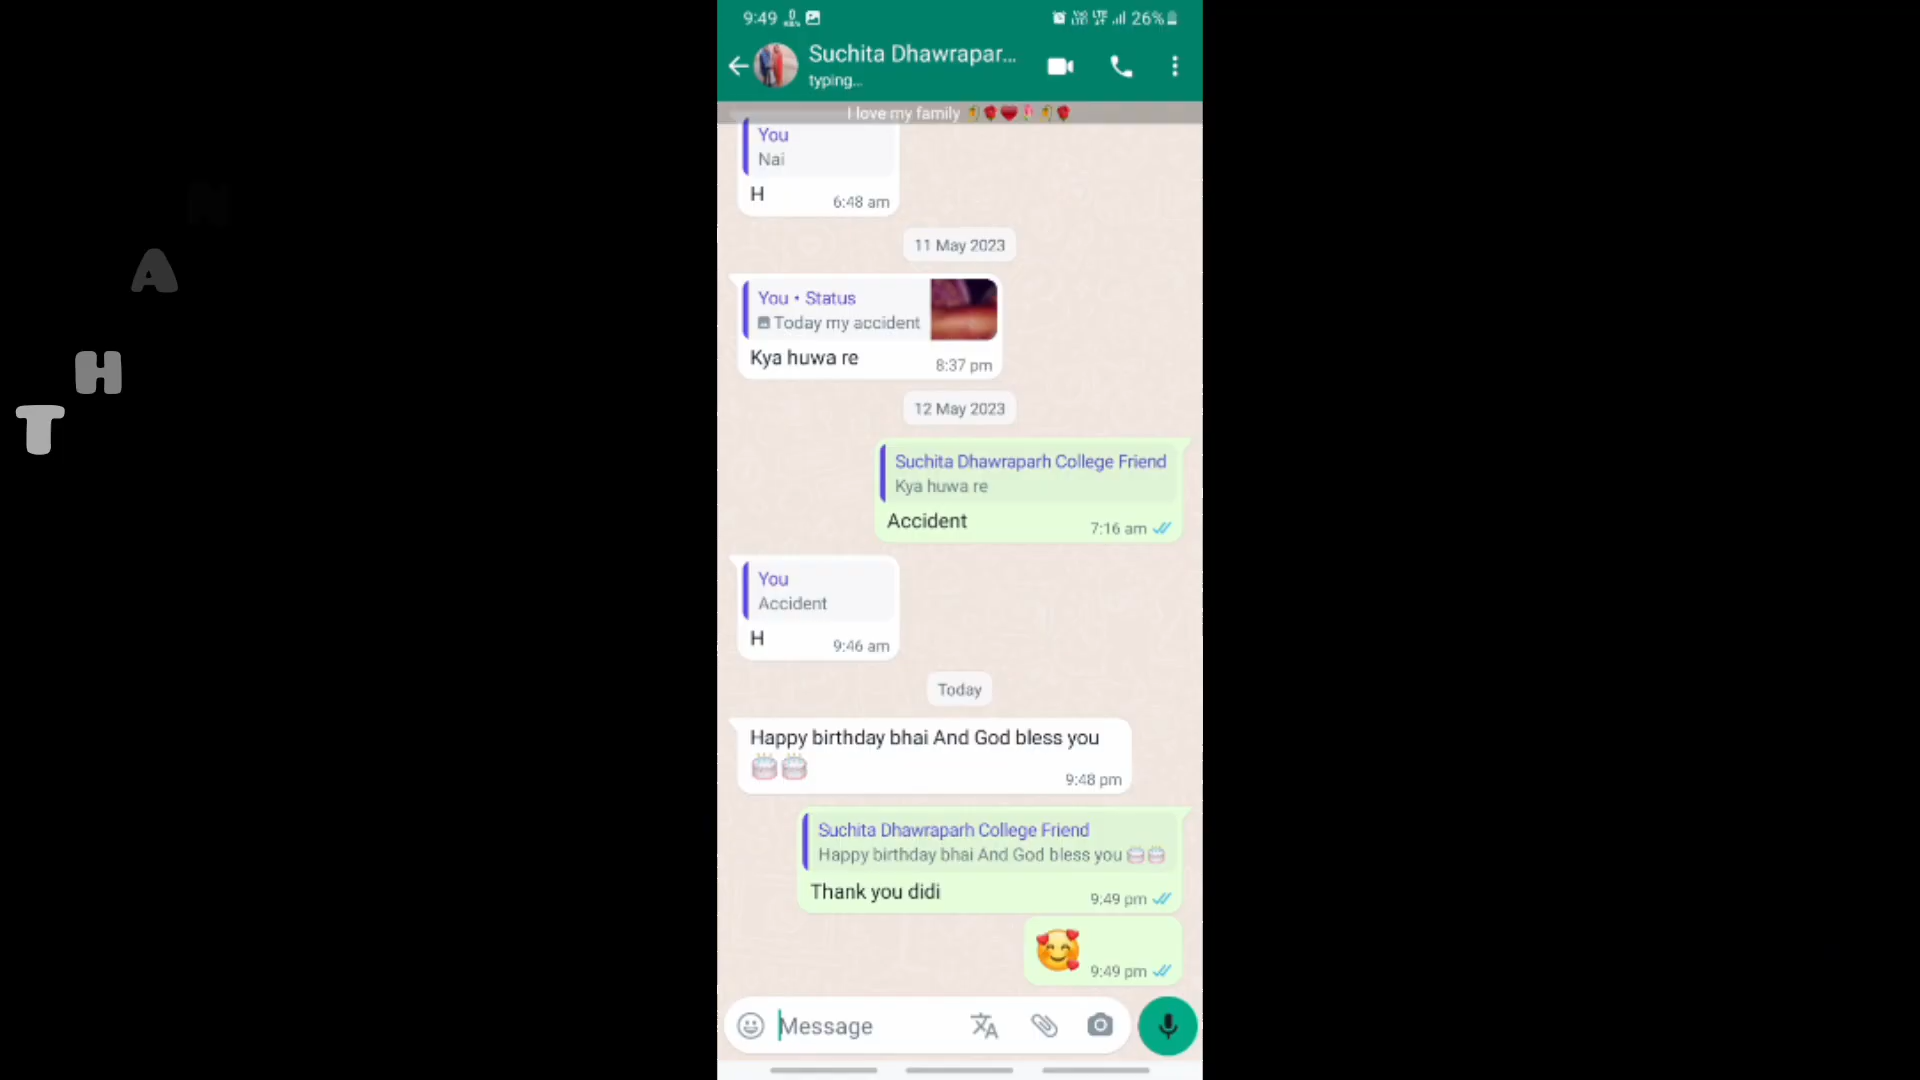 9:49
26%
Suchita Dhawrapar...
typing...
I love my family
You
Nai
H
6:48 am
11 May 2023
You • Status
Today my accident
Kya huwa re
8:37 pm
12 May 2023
Suchita Dhawraparh College Friend
Kya huwa re
Accident
7:16 am
You
Accident
H
9:46 am
Today
Happy birthday bhai And God bless you
🎂🎂
9:48 pm
Suchita Dhawraparh College Friend
Happy birthday bhai And God bless you 🎂🎂
Thank you didi
9:49 pm
🥰
9:49 pm
Message
N
A
H
T